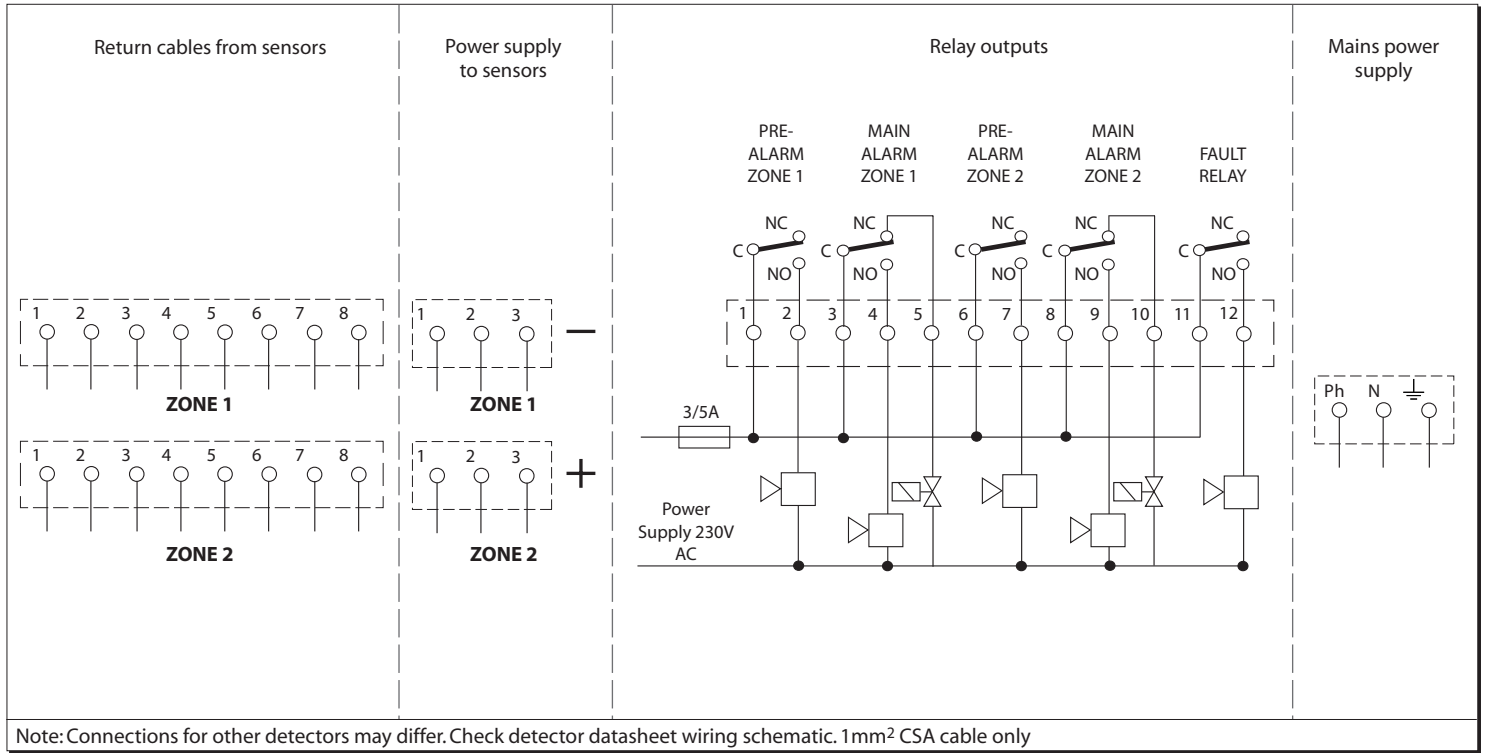 Return cables from sensors
Power supply
to sensors
Relay outputs
Mains power
supply
PRE-
ALARM
ZONE 1
MAIN
ALARM
ZONE 1
PRE-
ALARM
ZONE 2
MAIN
ALARM
ZONE 2
FAULT
RELAY
NC NC NC NC NC
C C C C C
NO NO NO NO NO
1 2 3 4 5 6 7 8
ZONE 1
1 2 3 −
ZONE 1
1 2 3 4 5 6 7 8 9 10 11 12
Ph N
3/5A
1 2 3 4 5 6 7 8
ZONE 2
1 2 3 +
ZONE 2
Power
Supply 230V
AC
Note: Connections for other detectors may differ. Check detector datasheet wiring schematic. 1mm² CSA cable only